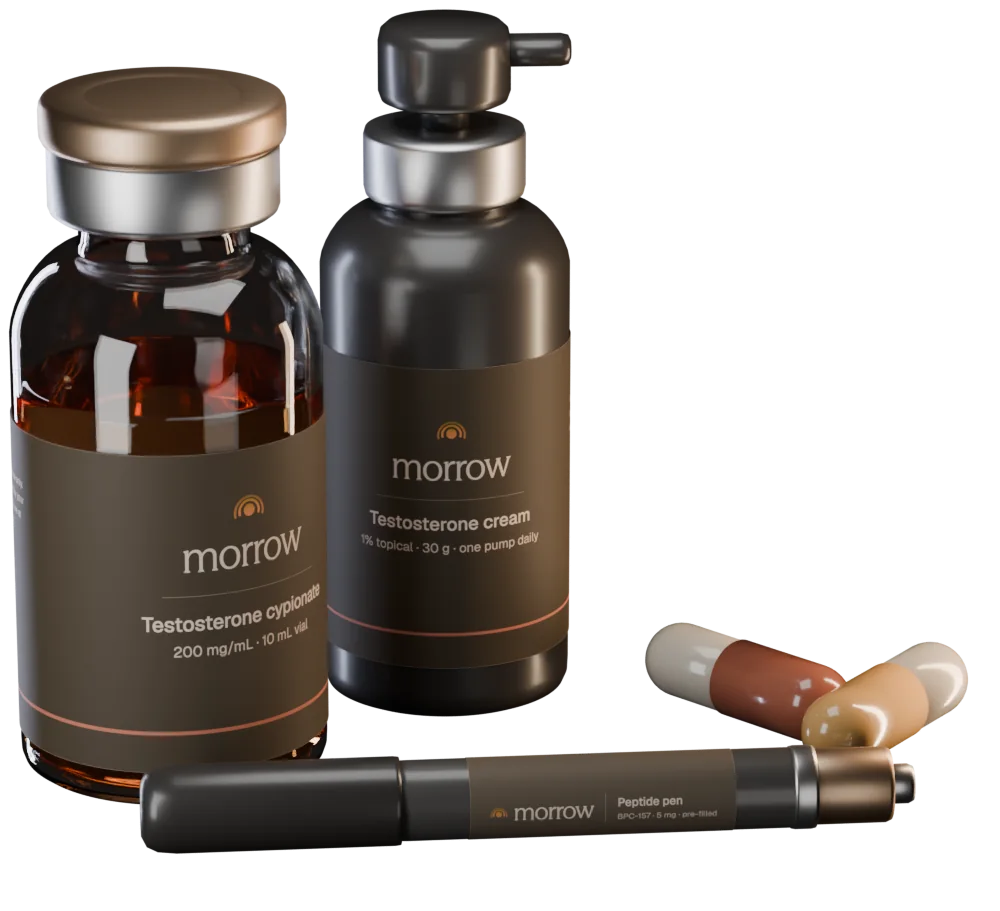 morrow
Testosterone cypionate
200 mg/mL · 10 mL vial
morrow
Testosterone cream
1% topical · 30 g · one pump daily
morrow
Peptide pen
BPC-157 · 5 mg · pre-filled